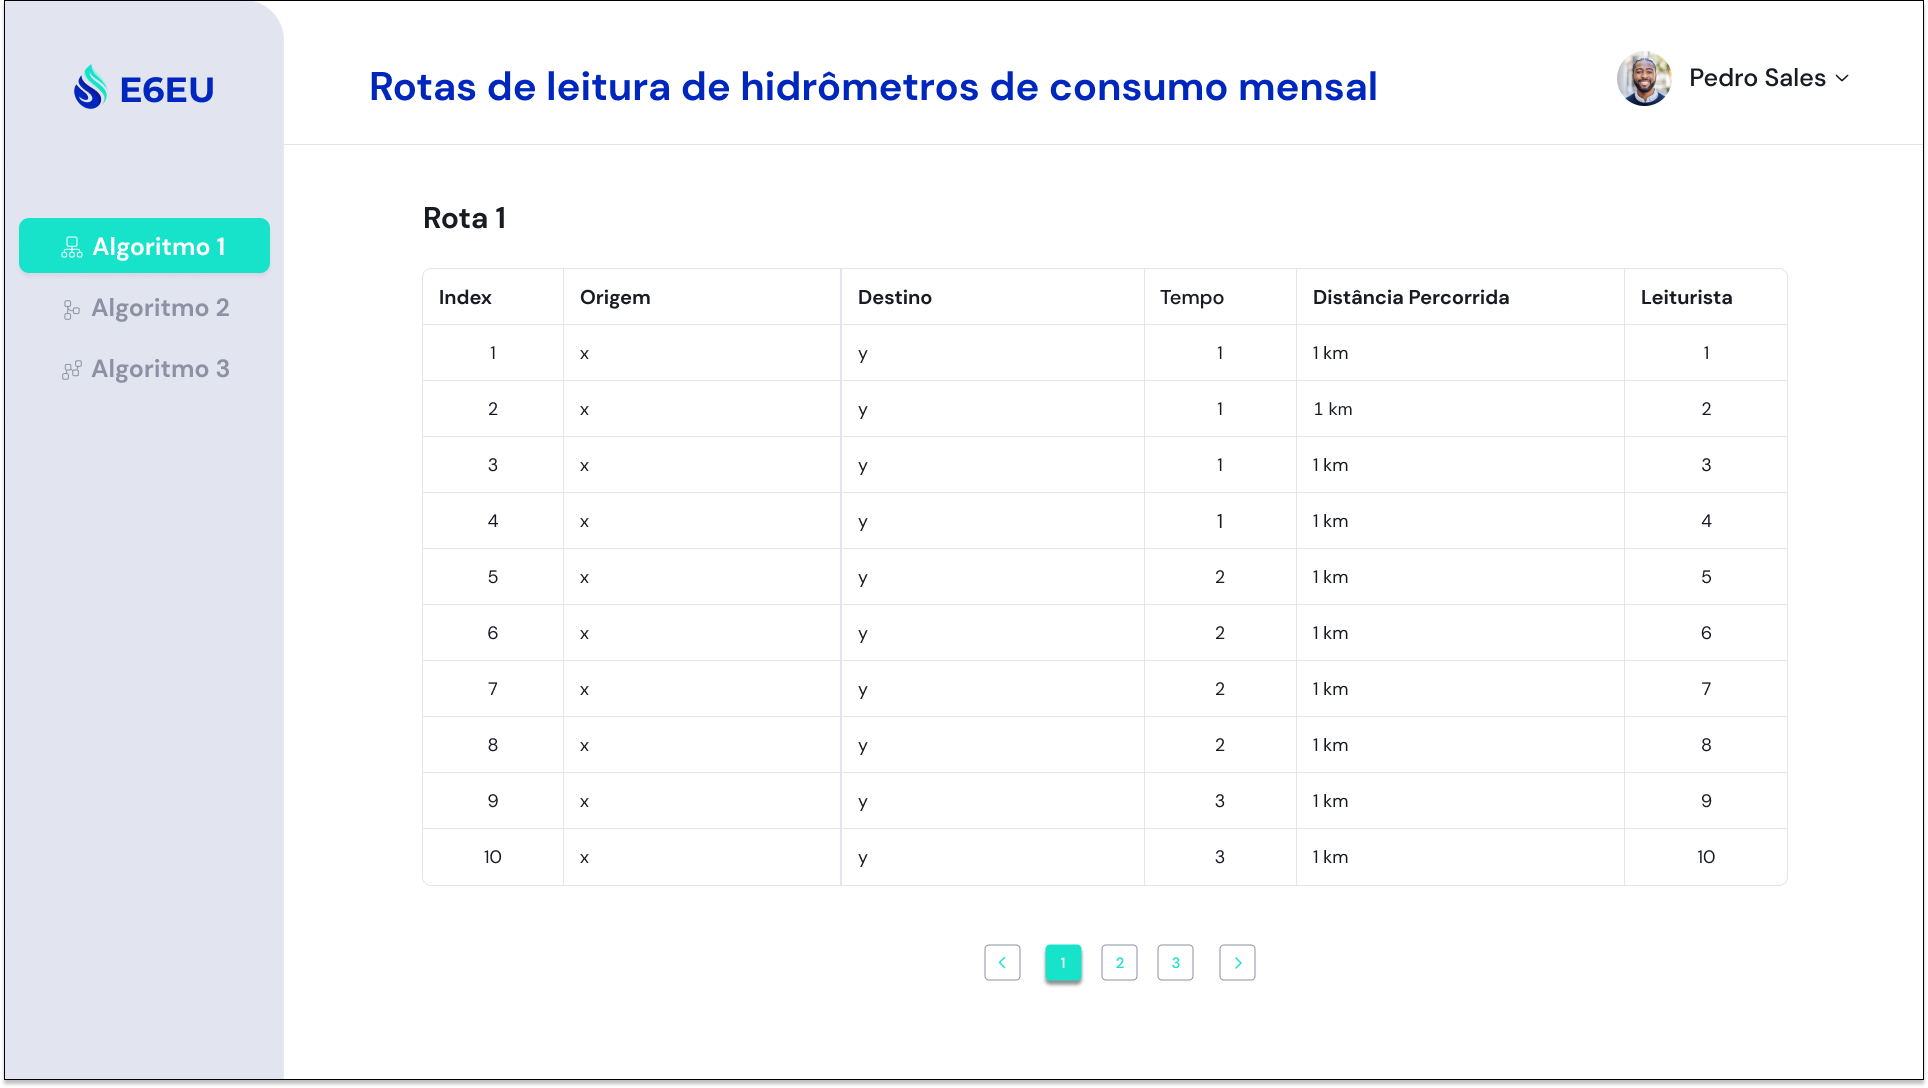 E6EU
Rotas de leitura de hidrômetros de consumo mensal
Pedro Sales
Algoritmo 1
Algoritmo 2
Algoritmo 3
Rota 1
Index Origem Destino Tempo Distância Percorrida Leiturista
1 x y 1 1 km 1
2 x y 1 1 km 2
3 x y 1 1 km 3
4 x y 1 1 km 4
5 x y 2 1 km 5
6 x y 2 1 km 6
7 x y 2 1 km 7
8 x y 2 1 km 8
9 x y 3 1 km 9
10 x y 3 1 km 10
1 2 3